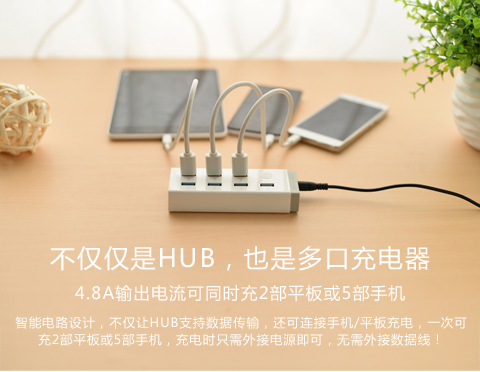 不仅仅是HUB，也是多口充电器
4.8A输出电流可同时充2部平板或5部手机
智能电路设计，不仅让HUB支持数据传输，还可连接手机/平板充电，一次可
充2部平板或5部手机，充电时只需外接电源即可，无需外接数据线！